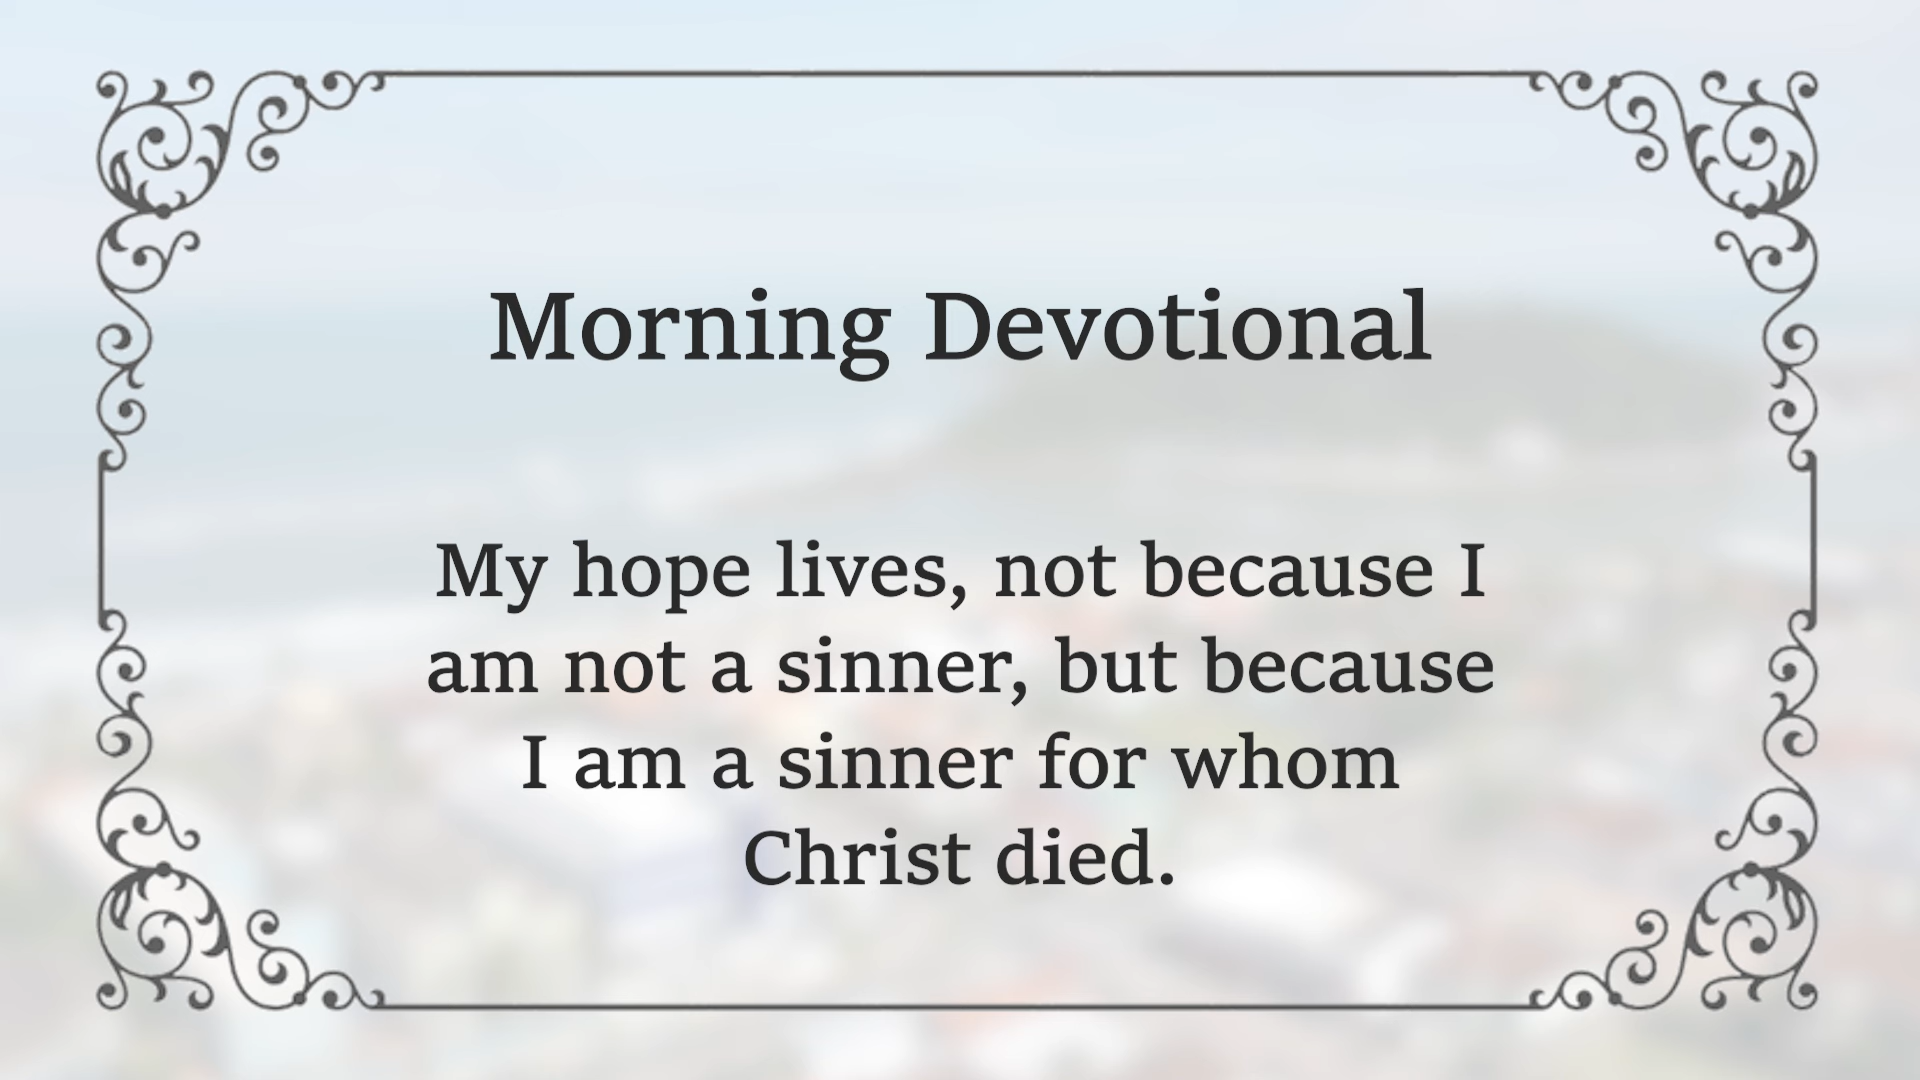 Morning Devotional
My hope lives, not because I
am not a sinner, but because
I am a sinner for whom
Christ died.